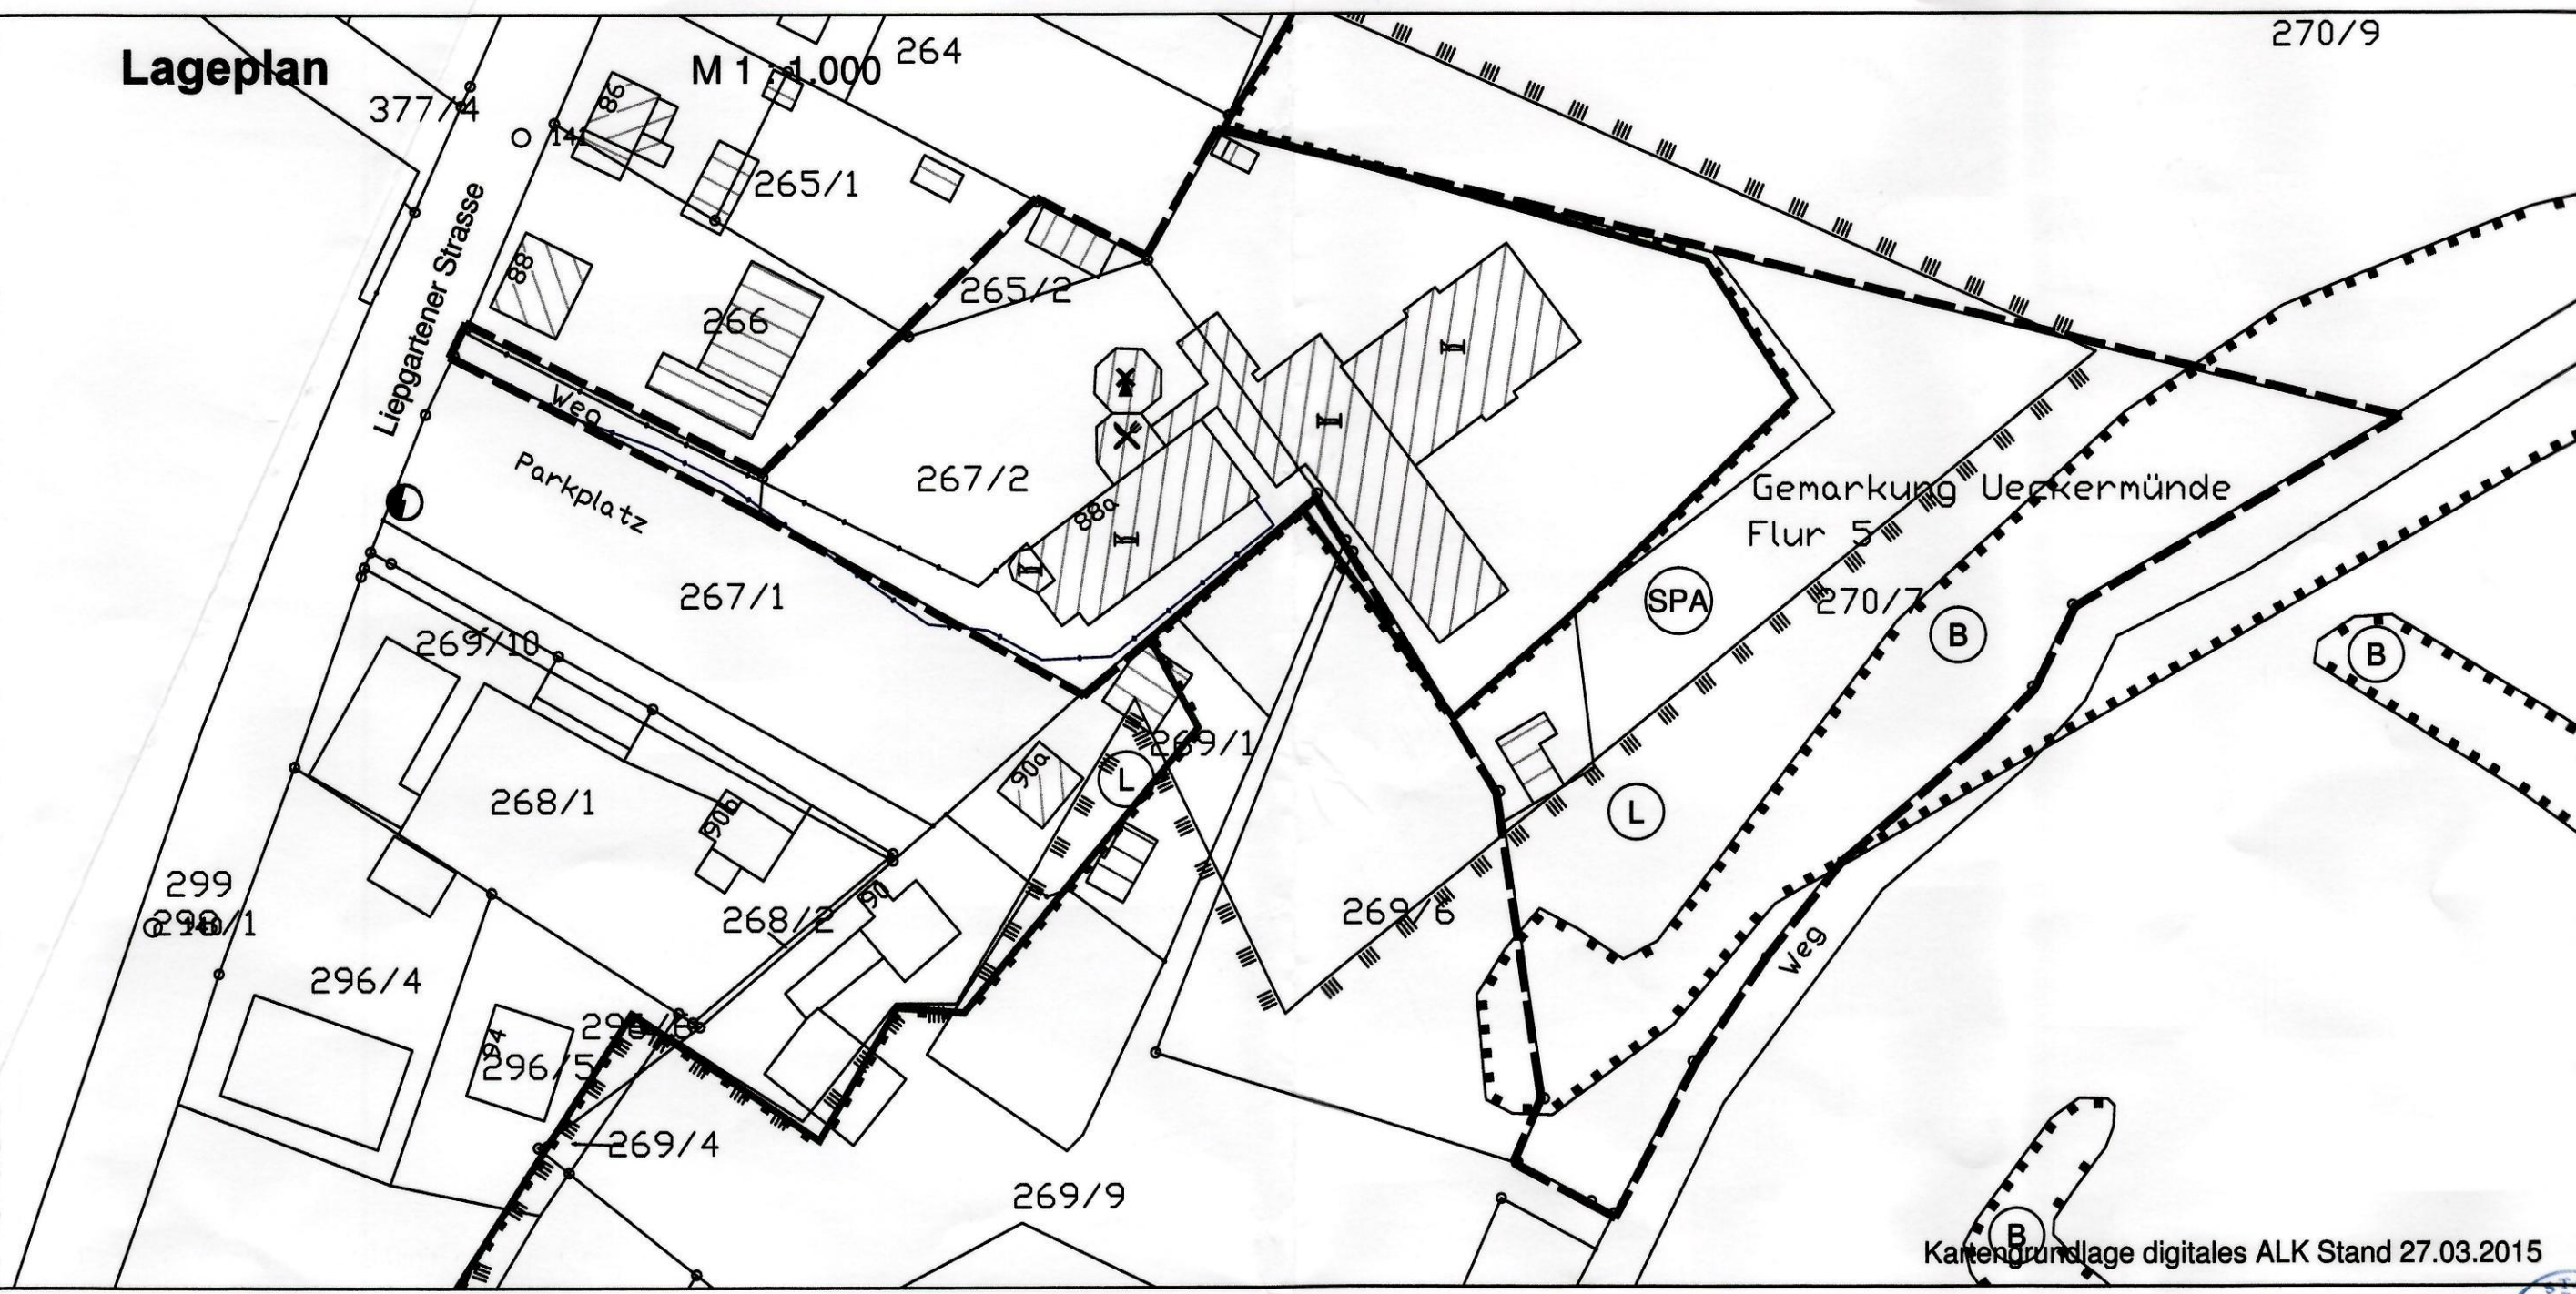 270/9
Lageplan
M 1 : 1.000
264
377/4
86
141
265/1
Liepgartener Strasse
88
265/2
266
I
Weg
I
Parkplatz
267/2
88a
I
I
Gemarkung Ueckermünde
Flur 5
267/1
SPA
270/7
B
B
269/10
269/1
90a
L
268/1
90b
L
299
90
268/2
269/6
Weg
296/4
94
296/5
269/4
269/9
B
Kartengrundlage digitales ALK Stand 27.03.2015